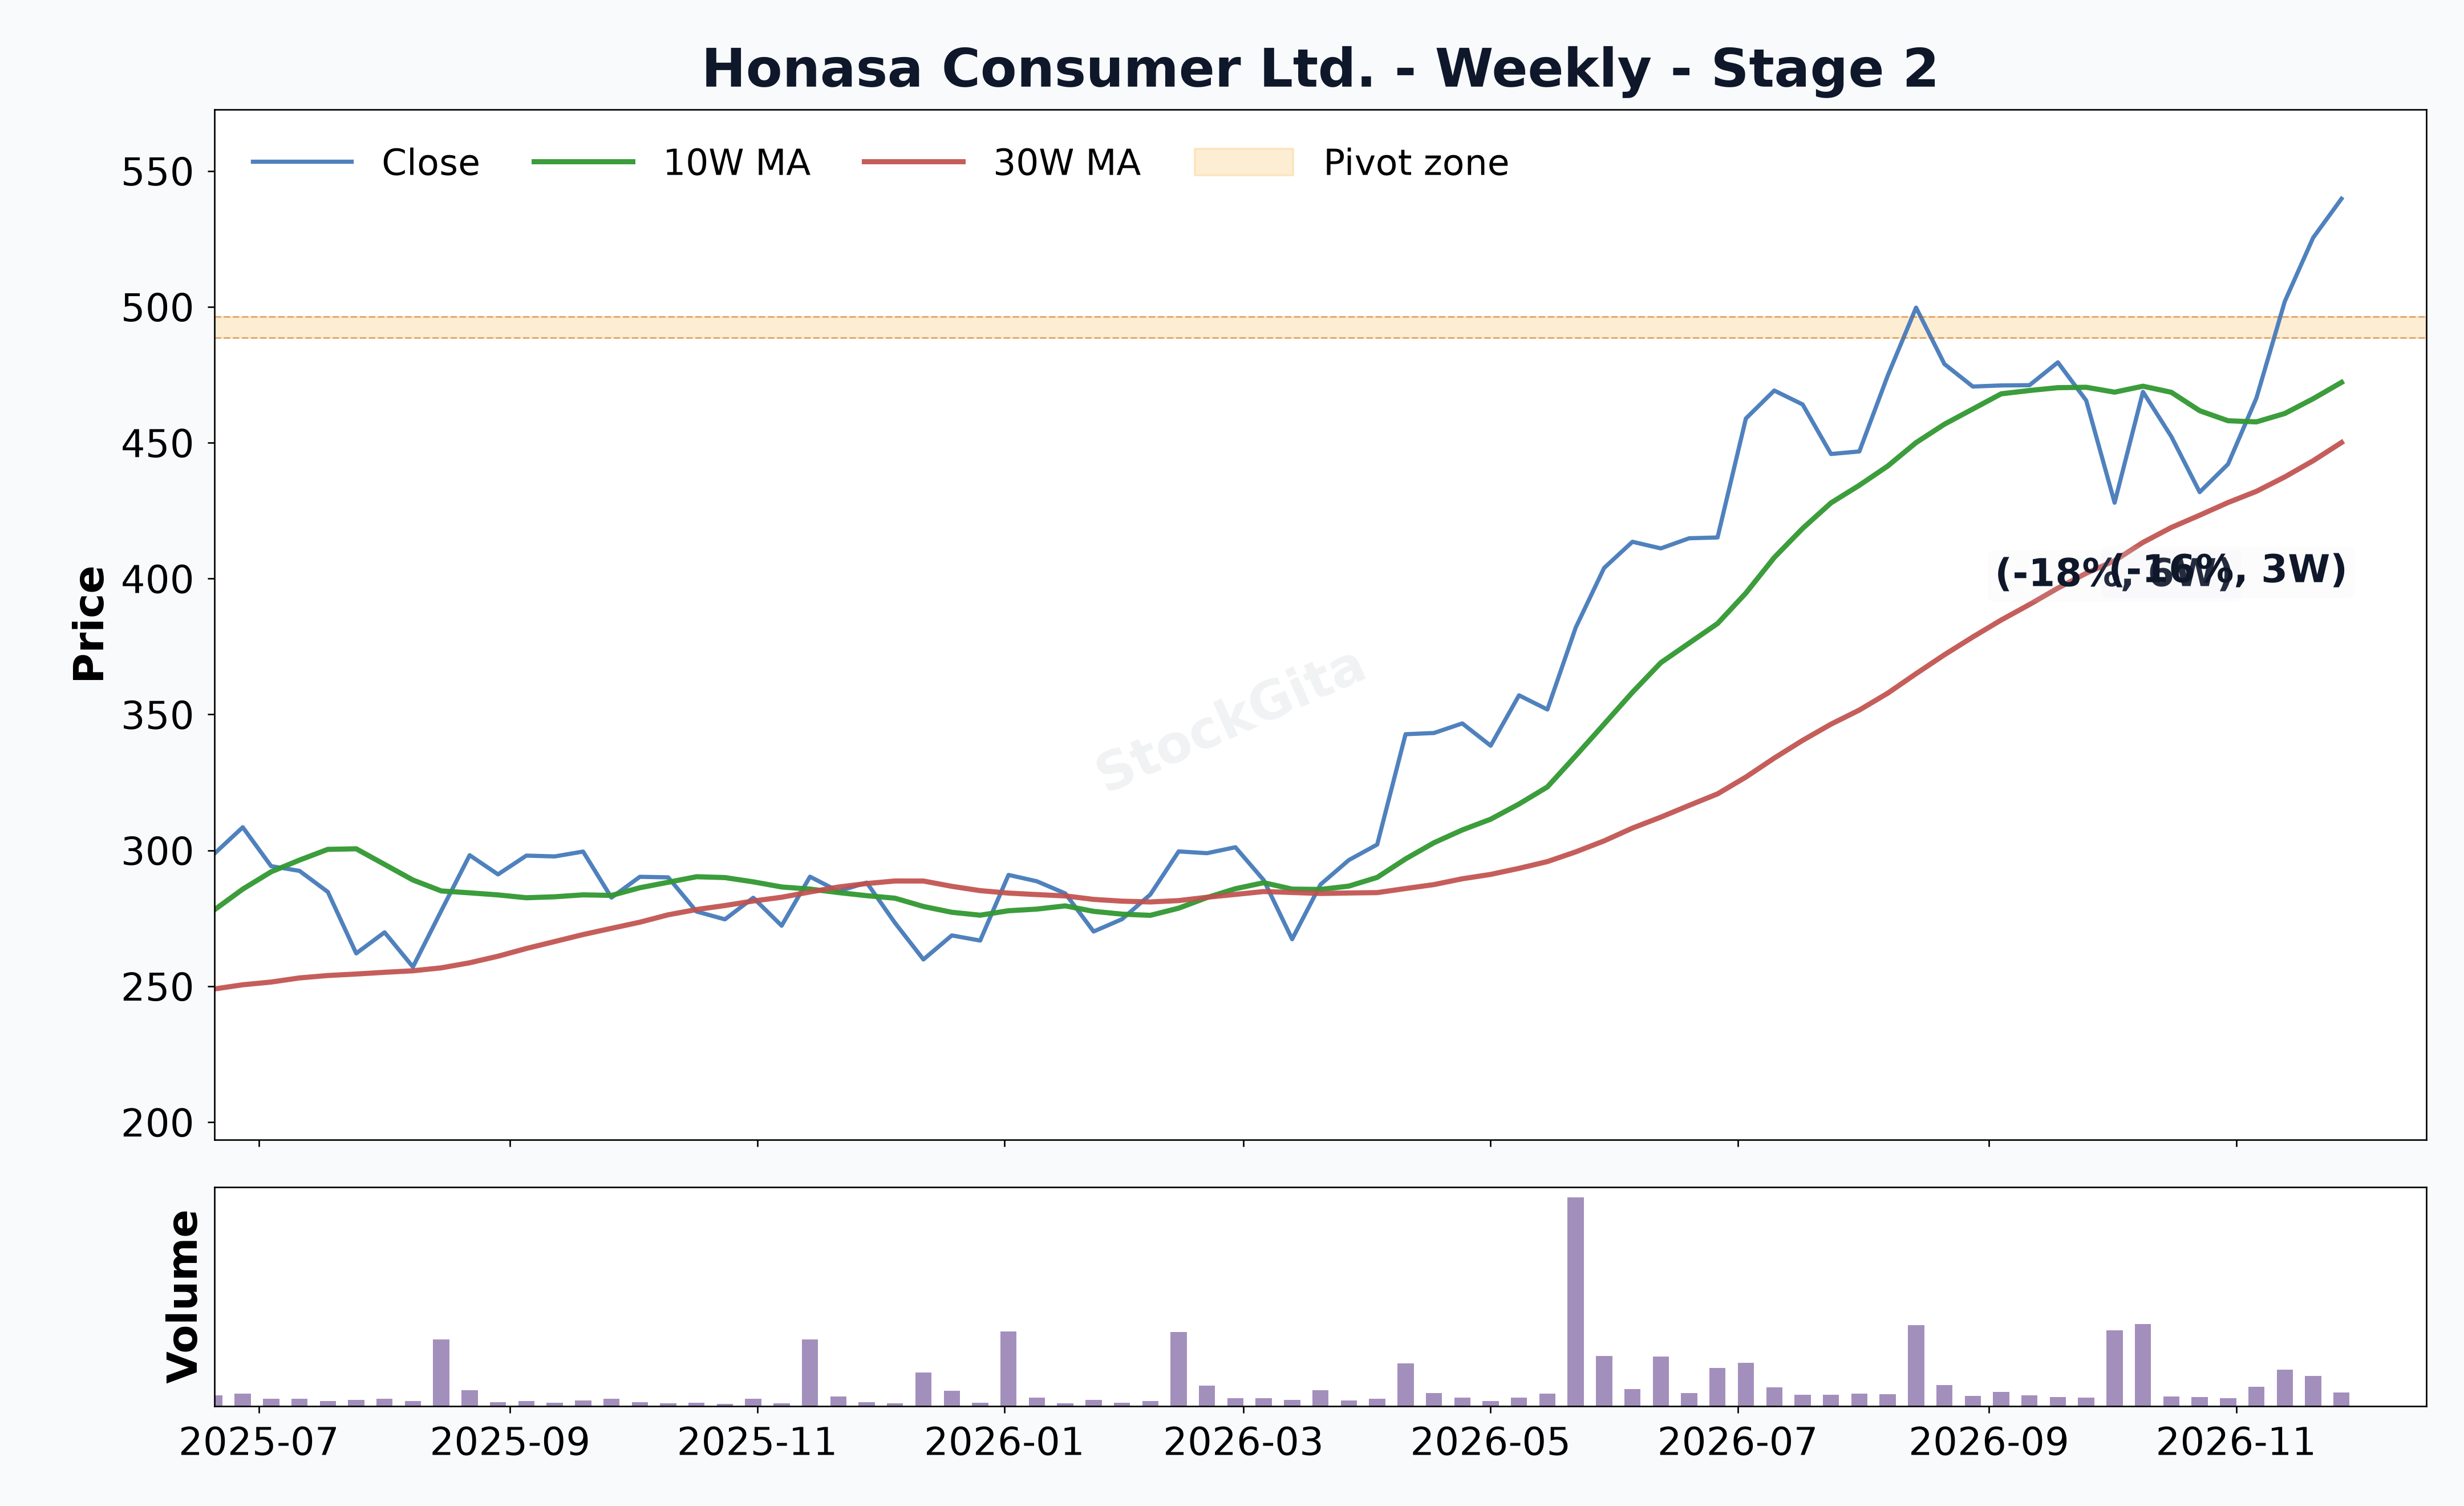 Honasa Consumer Ltd. - Weekly - Stage 2
Close
10W MA
30W MA
Pivot zone
550
500
450
400
350
300
250
200
Price
(-18%, 6W)
(-16%, 3W)
StockGita
Volume
2025-07
2025-09
2025-11
2026-01
2026-03
2026-05
2026-07
2026-09
2026-11